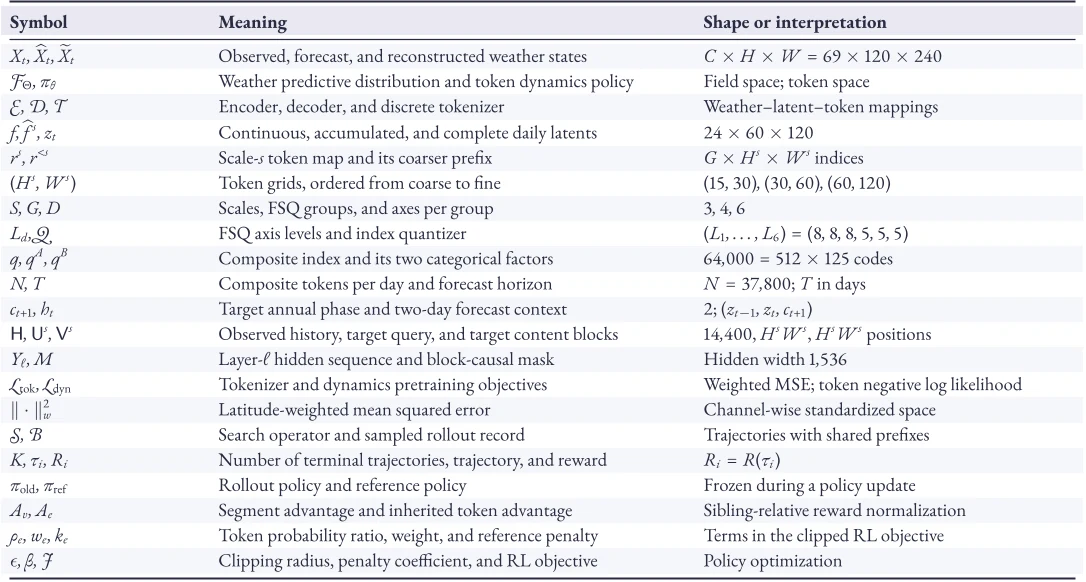 Symbol Meaning Shape or interpretation
X_t, X̂_t, X̃_t Observed, forecast, and reconstructed weather states C × H × W = 69 × 120 × 240
ℱ_Θ, π_θ Weather predictive distribution and token dynamics policy Field space; token space
ℰ, 𝒟, 𝒯 Encoder, decoder, and discrete tokenizer Weather–latent–token mappings
f, f̂^s, z_t Continuous, accumulated, and complete daily latents 24 × 60 × 120
r^s, r^{<s} Scale-s token map and its coarser prefix G × H^s × W^s indices
(H^s, W^s) Token grids, ordered from coarse to fine (15, 30), (30, 60), (60, 120)
S, G, D Scales, FSQ groups, and axes per group 3, 4, 6
L_d, 𝒬 FSQ axis levels and index quantizer (L_1, . . . , L_6) = (8, 8, 8, 5, 5, 5)
q, q^A, q^B Composite index and its two categorical factors 64,000 = 512 × 125 codes
N, T Composite tokens per day and forecast horizon N = 37,800; T in days
c_{t+1}, h_t Target annual phase and two-day forecast context 2; (z_{t−1}, z_t, c_{t+1})
H, U^s, V^s Observed history, target query, and target content blocks 14,400, H^sW^s, H^sW^s positions
Y_ℓ, M Layer-ℓ hidden sequence and block-causal mask Hidden width 1,536
ℒ_tok, ℒ_dyn Tokenizer and dynamics pretraining objectives Weighted MSE; token negative log likelihood
‖ · ‖²_w Latitude-weighted mean squared error Channel-wise standardized space
𝒮, ℬ Search operator and sampled rollout record Trajectories with shared prefixes
K, τ_i, R_i Number of terminal trajectories, trajectory, and reward R_i = R(τ_i)
π_old, π_ref Rollout policy and reference policy Frozen during a policy update
A_v, A_e Segment advantage and inherited token advantage Sibling-relative reward normalization
ρ_e, w_e, k_e Token probability ratio, weight, and reference penalty Terms in the clipped RL objective
ϵ, β, 𝒥 Clipping radius, penalty coefficient, and RL objective Policy optimization